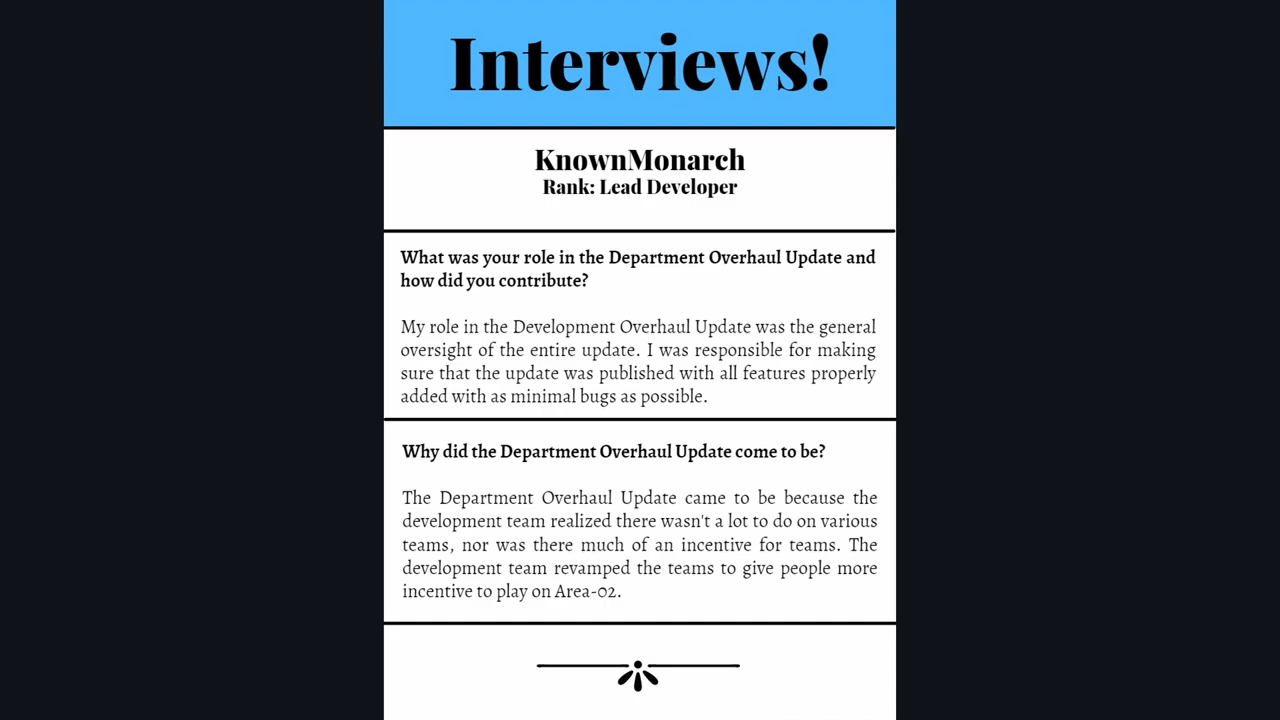 Interviews!
KnownMonarch
Rank: Lead Developer
What was your role in the Department Overhaul Update and
how did you contribute?
My role in the Development Overhaul Update was the general
oversight of the entire update. I was responsible for making
sure that the update was published with all features properly
added with as minimal bugs as possible.
Why did the Department Overhaul Update come to be?
The Department Overhaul Update came to be because the
development team realized there wasn't a lot to do on various
teams, nor was there much of an incentive for teams. The
development team revamped the teams to give people more
incentive to play on Area-02.